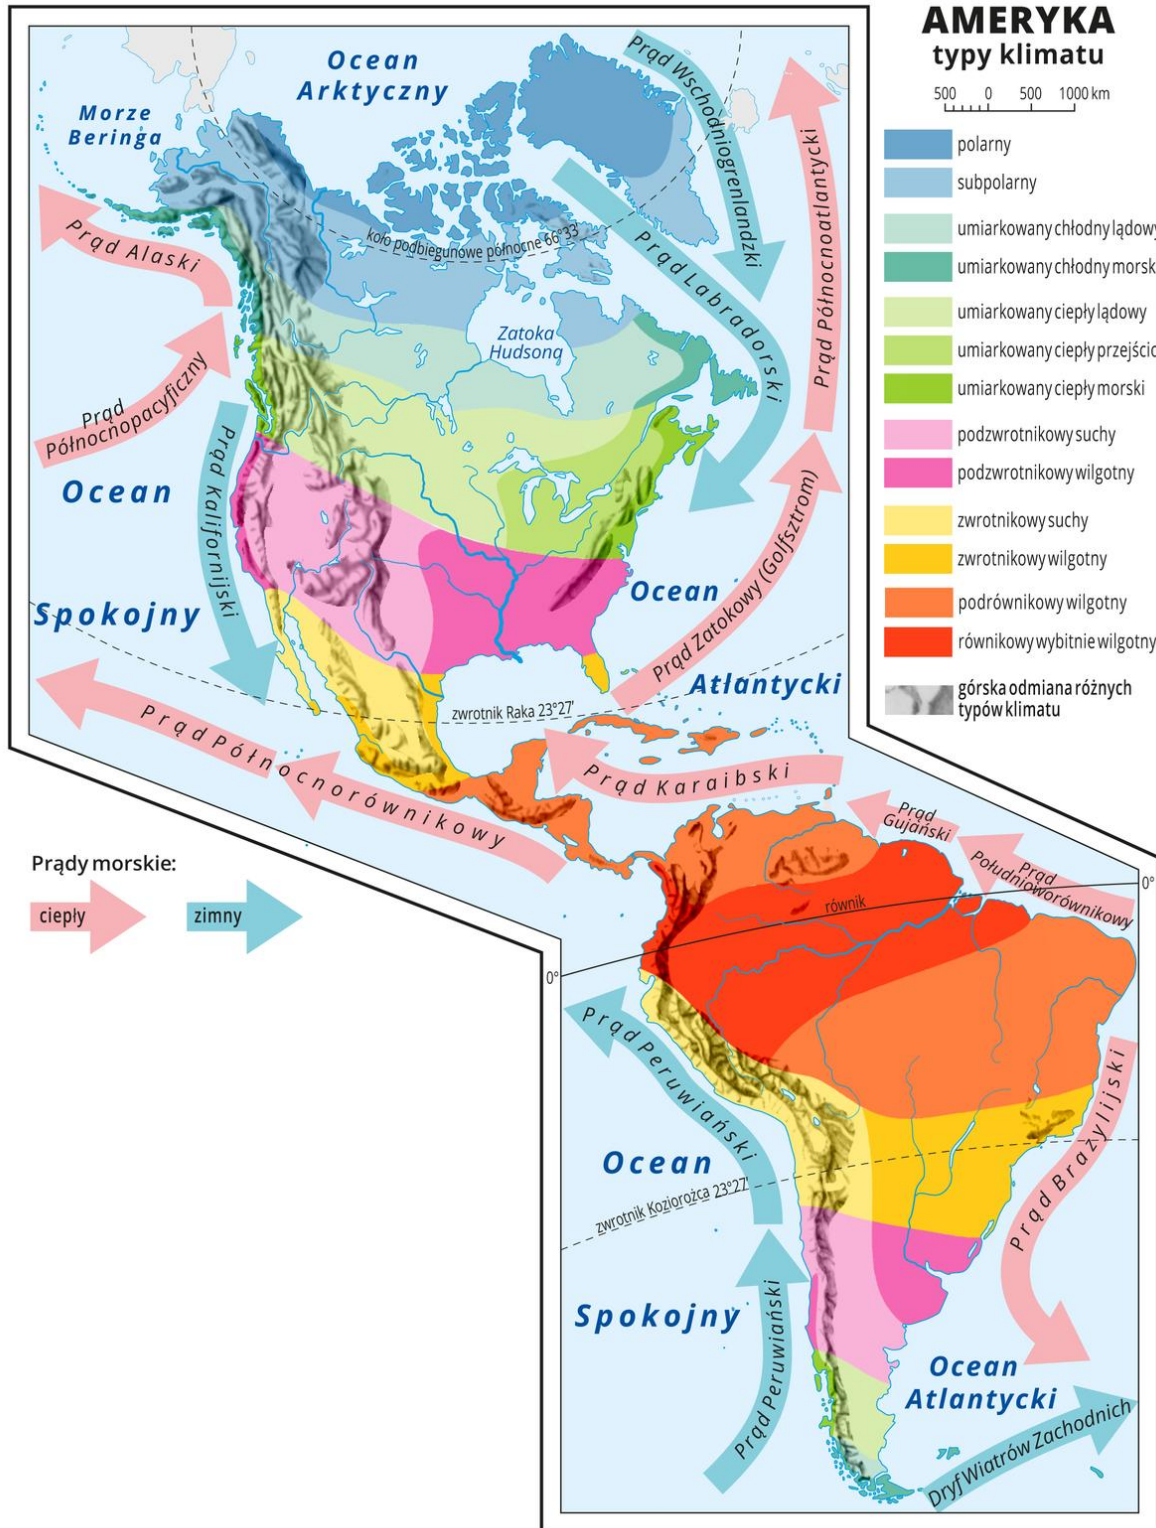 AMERYKA
typy klimatu
500 0 500 1000 km
polarny
subpolarny
umiarkowany chłodny lądowy
umiarkowany chłodny morsk
umiarkowany ciepły lądowy
umiarkowany ciepły przejścio
umiarkowany ciepły morski
podzwrotnikowy suchy
podzwrotnikowy wilgotny
zwrotnikowy suchy
zwrotnikowy wilgotny
podrównikowy wilgotny
równikowy wybitnie wilgotny
górska odmiana różnych
typów klimatu
Ocean
Arktyczny
Morze
Beringa
Prąd Wschodniogrenlandzki
Prąd Północnoatlantycki
koło podbiegunowe północne 66°33'
Prąd Alaski
Prąd Labradorski
Zatoka
Hudsona
Prąd
Północnopacyficzny
Prąd Kalifornijski
Ocean
Spokojny
Ocean
Atlantycki
Prąd Zatokowy (Golfsztrom)
zwrotnik Raka 23°27'
Prąd Północnorównikowy
Prąd Karaibski
Prąd
Gujański
Prąd
Południoworównikowy
Prądy morskie:
ciepły
zimny
równik
0°
0°
Prąd Peruwiański
Prąd Brazylijski
Ocean
Spokojny
zwrotnik Koziorożca 23°27'
Prąd Peruwiański
Ocean
Atlantycki
Dryf Wiatrów Zachodnich